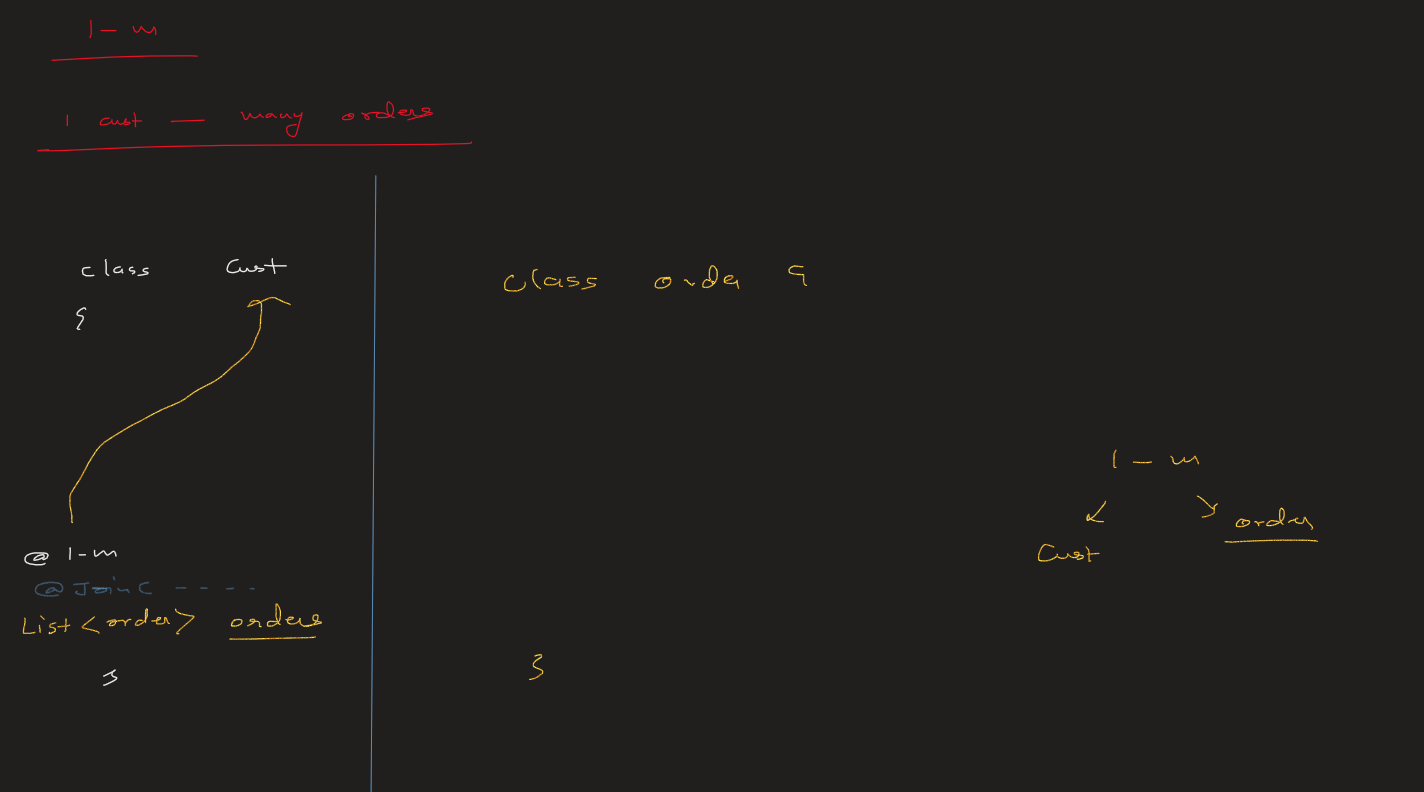 1 - m
1 cust — many orders
class Cust
{
@ 1-m
@JoinC ----
List<order> orders
}
class order {
}
1 - m
Cust
order